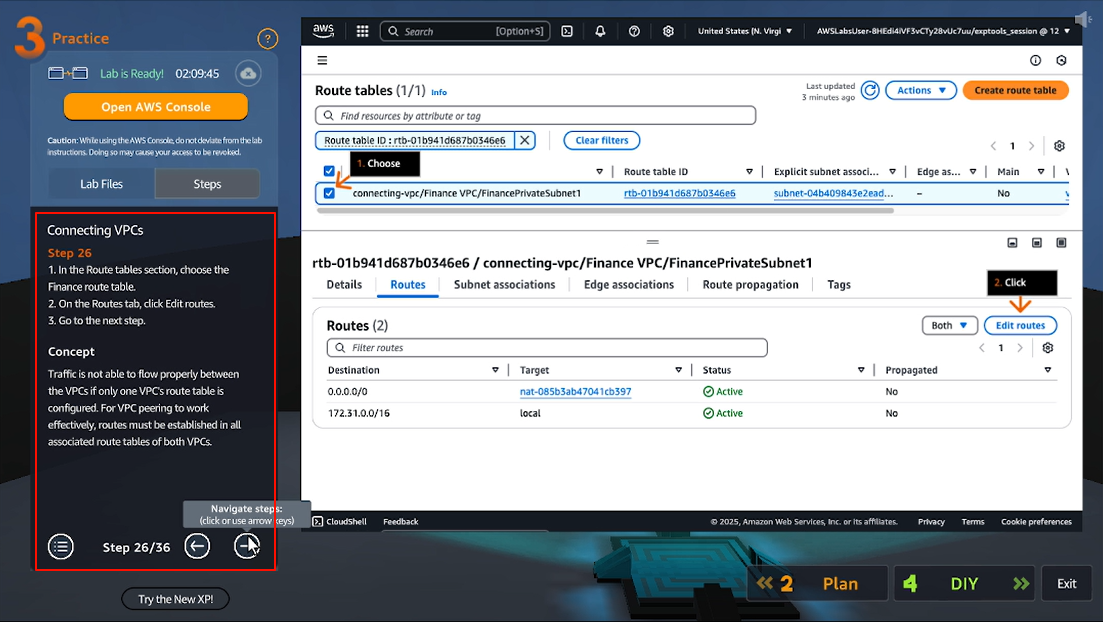 3 Practice
?
Lab is Ready! 02:09:45
Open AWS Console
Caution: While using the AWS Console, do not deviate from the lab
instructions. Doing so may cause your access to be revoked.
Lab Files
Steps
Connecting VPCs
Step 26
1. In the Route tables section, choose the
Finance route table.
2. On the Routes tab, click Edit routes.
3. Go to the next step.
Concept
Traffic is not able to flow properly between
the VPCs if only one VPC's route table is
configured. For VPC peering to work
effectively, routes must be established in all
associated route tables of both VPCs.
Navigate steps:
(click or use arrow keys)
Step 26/36
Try the New XP!
aws
Search [Option+S]
United States (N. Virgi
AWSLabsUser-8HEdi4iVF3vCTy28vUc7uu/exptools_session @ 12
Route tables (1/1) Info
Last updated
3 minutes ago
Actions
Create route table
Find resources by attribute or tag
Route table ID : rtb-01b941d687b0346e6
Clear filters
1
1. Choose
Route table ID
Explicit subnet associ...
Edge as...
Main
V
connecting-vpc/Finance VPC/FinancePrivateSubnet1
rtb-01b941d687b0346e6
subnet-04b409843e2ead...
–
No
v
rtb-01b941d687b0346e6 / connecting-vpc/Finance VPC/FinancePrivateSubnet1
Details
Routes
Subnet associations
Edge associations
Route propagation
Tags
2. Click
Routes (2)
Both
Edit routes
Filter routes
1
Destination
Target
Status
Propagated
0.0.0.0/0
nat-085b3ab47041cb397
Active
No
172.31.0.0/16
local
Active
No
CloudShell
Feedback
© 2025, Amazon Web Services, Inc. or its affiliates.
Privacy
Terms
Cookie preferences
2 Plan
4 DIY
Exit